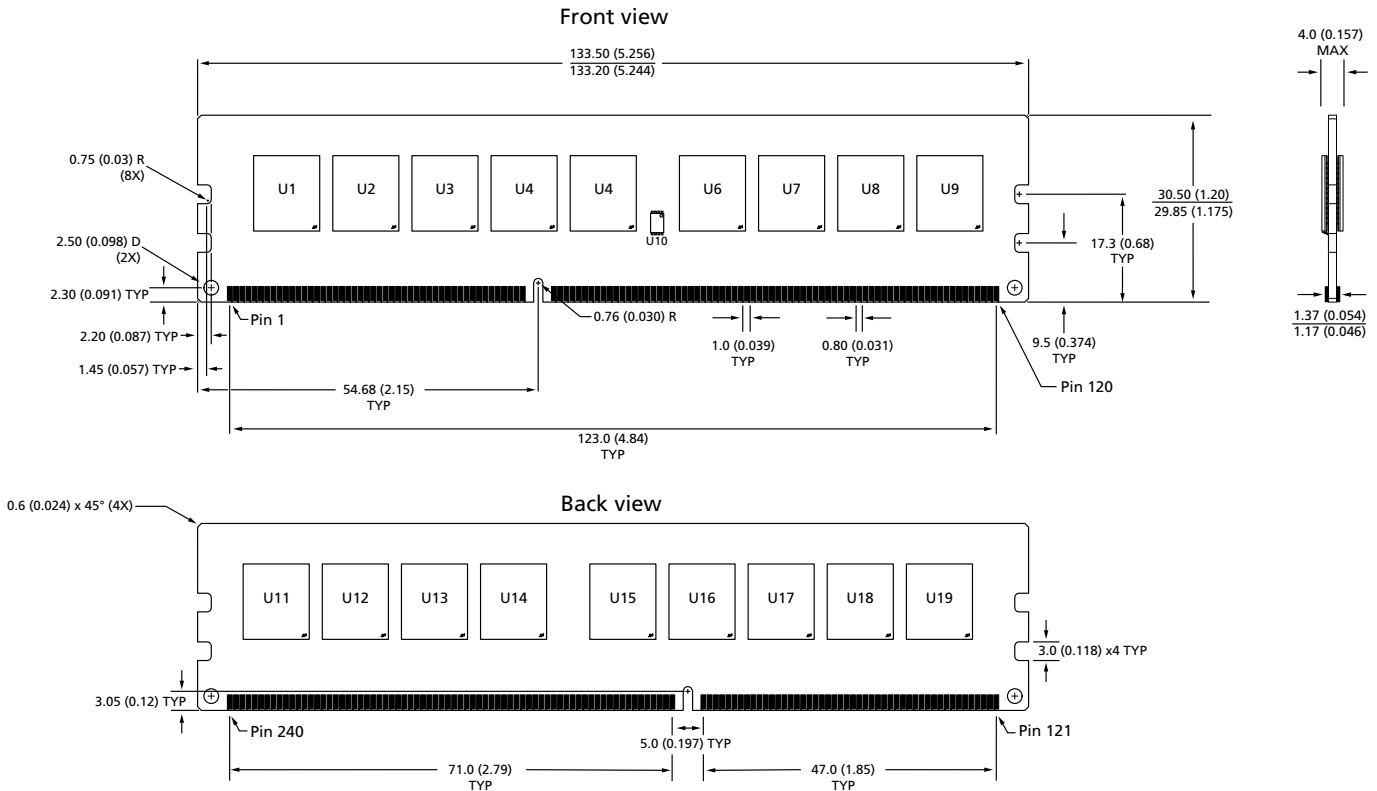 Front view
133.50 (5.256)
133.20 (5.244)
4.0 (0.157)
MAX
0.75 (0.03) R
(8X)
U1
U2
U3
U4
U4
U6
U7
U8
U9
U10
30.50 (1.20)
29.85 (1.175)
2.50 (0.098) D
(2X)
17.3 (0.68)
TYP
2.30 (0.091) TYP
Pin 1
0.76 (0.030) R
2.20 (0.087) TYP
1.0 (0.039)
TYP
0.80 (0.031)
TYP
9.5 (0.374)
TYP
1.37 (0.054)
1.17 (0.046)
1.45 (0.057) TYP
54.68 (2.15)
TYP
Pin 120
123.0 (4.84)
TYP
Back view
0.6 (0.024) x 45° (4X)
U11
U12
U13
U14
U15
U16
U17
U18
U19
3.0 (0.118) x4 TYP
3.05 (0.12) TYP
Pin 240
5.0 (0.197) TYP
Pin 121
71.0 (2.79)
TYP
47.0 (1.85)
TYP